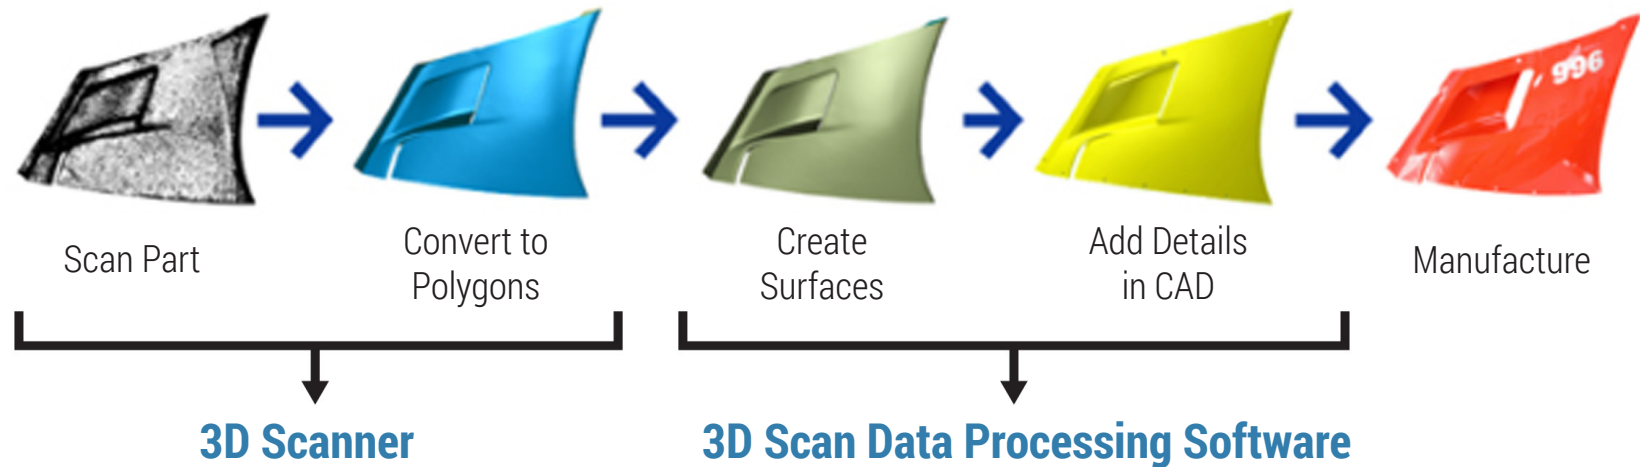 996
Scan Part
Convert to
Polygons
Create
Surfaces
Add Details
in CAD
Manufacture
3D Scanner
3D Scan Data Processing Software